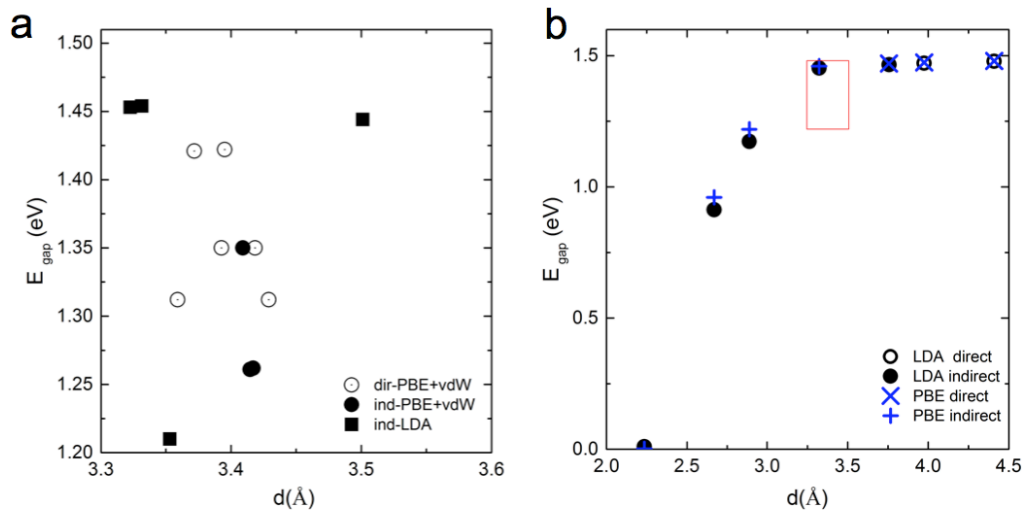 a
1.50
1.45
1.40
1.35
1.30
1.25
1.20
E gap (eV)
dir-PBE+vdW
ind-PBE+vdW
ind-LDA
3.3 3.4 3.5 3.6
d(Å)
b
1.5
1.0
0.5
0.0
E gap (eV)
LDA direct
LDA indirect
PBE direct
PBE indirect
2.0 2.5 3.0 3.5 4.0 4.5
d(Å)